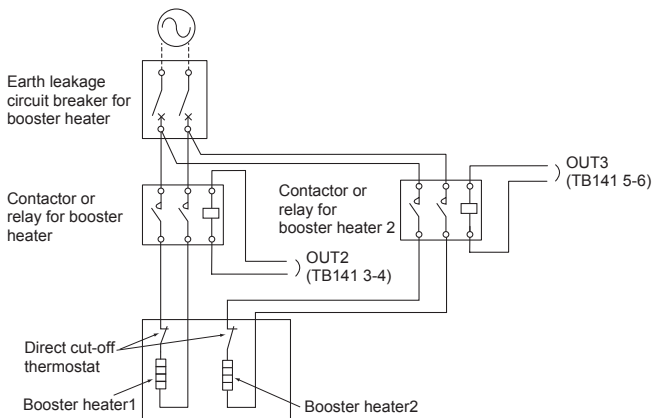 Earth leakage
circuit breaker for
booster heater
Contactor or
relay for booster
heater
Contactor or
relay for
booster heater 2
OUT3
(TB141 5-6)
OUT2
(TB141 3-4)
Direct cut-off
thermostat
Booster heater1
Booster heater2